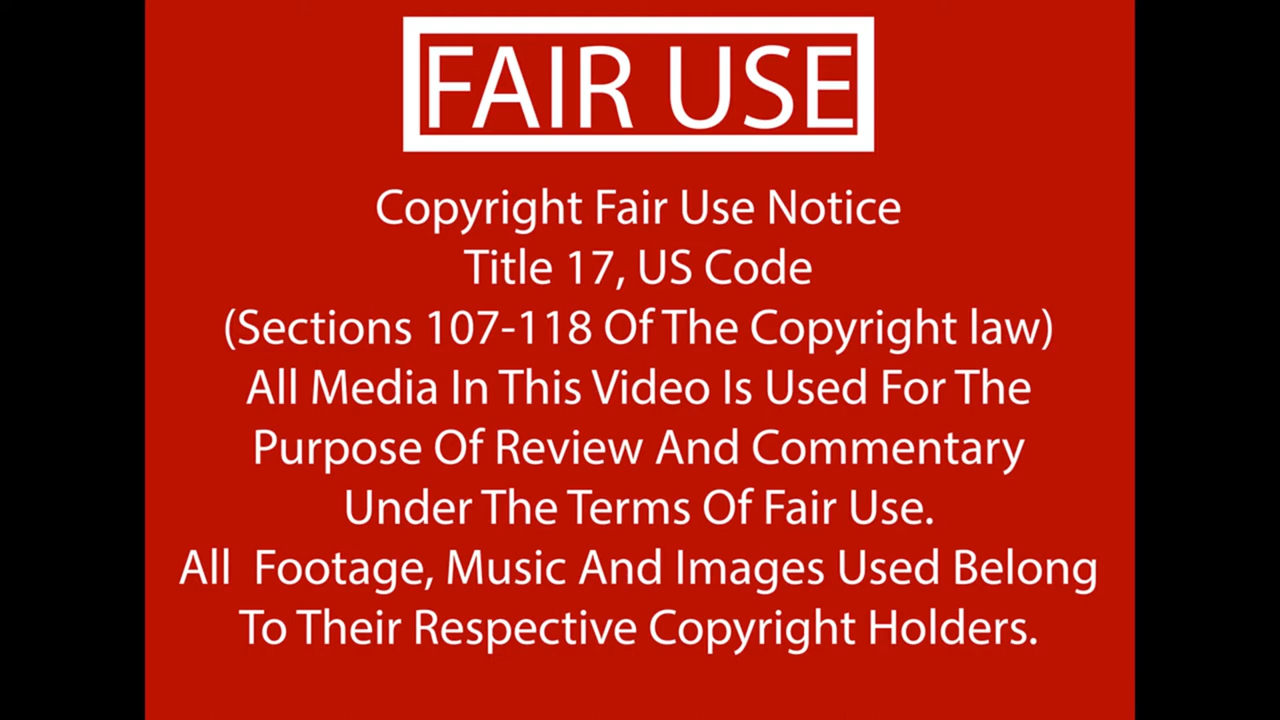 FAIR USE
Copyright Fair Use Notice
Title 17, US Code
(Sections 107-118 Of The Copyright law)
All Media In This Video Is Used For The
Purpose Of Review And Commentary
Under The Terms Of Fair Use.
All  Footage, Music And Images Used Belong
To Their Respective Copyright Holders.